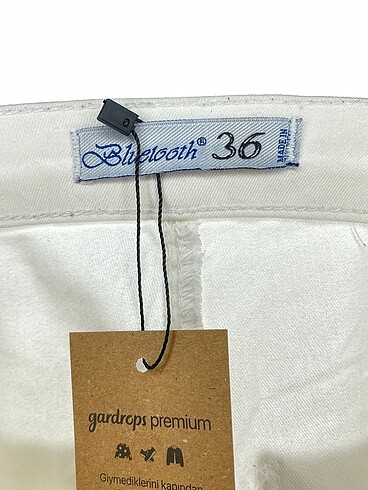 Bluetooth® 36
MADE IN
gardrops premium
Giymediklerini kapından